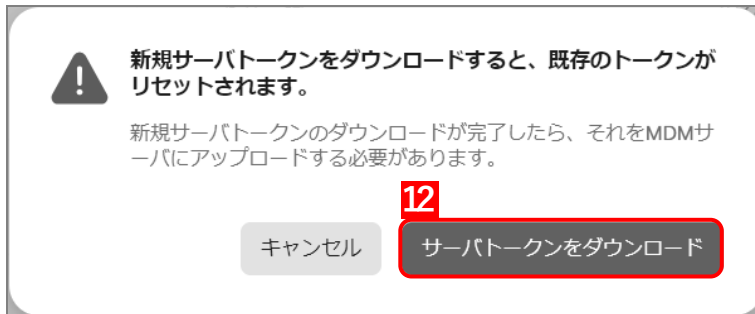 新規サーバトークンをダウンロードすると、既存のトークンが
リセットされます。
新規サーバトークンのダウンロードが完了したら、それをMDMサ
ーバにアップロードする必要があります。
12
キャンセル
サーバトークンをダウンロード